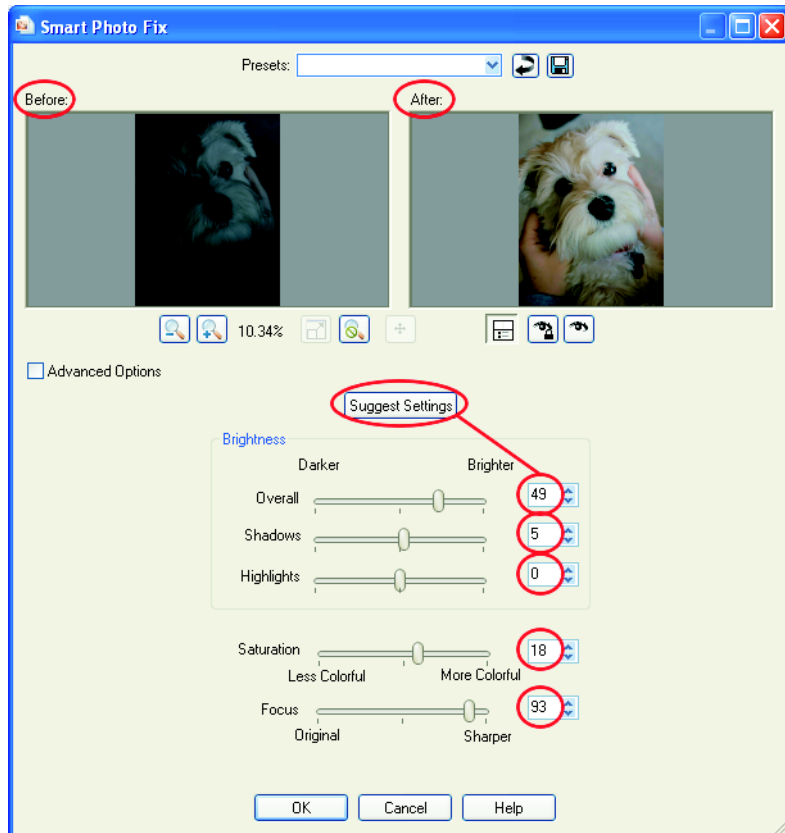 Smart Photo Fix
Presets:
Before:
After:
10.34%
Advanced Options
Suggest Settings
Brightness
Darker Brighter
Overall 49
Shadows 5
Highlights 0
Saturation 18
Less Colorful More Colorful
Focus 93
Original Sharper
OK Cancel Help